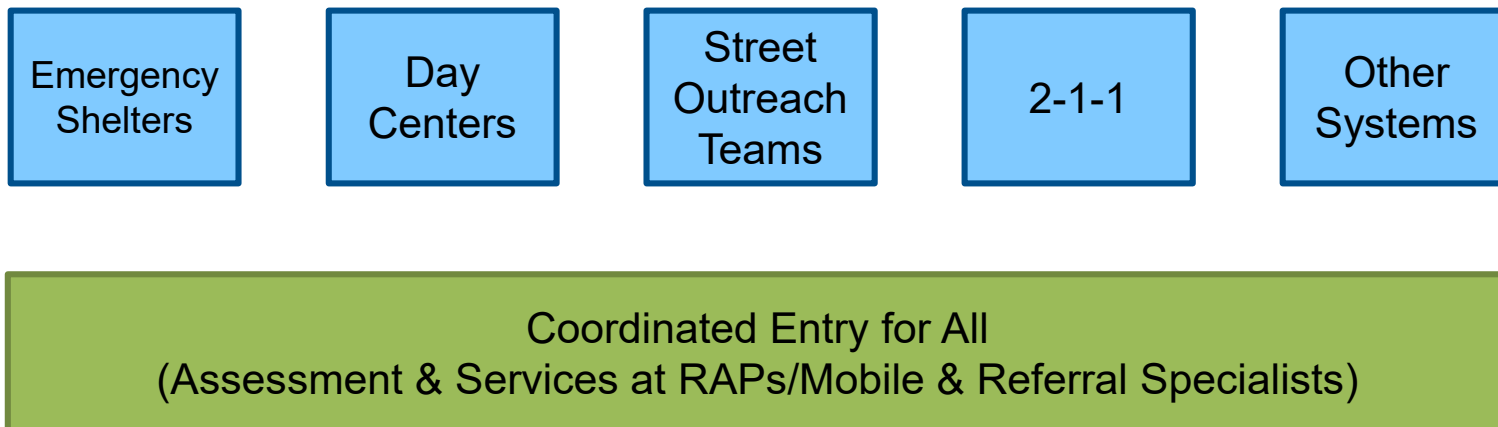 Emergency
Shelters
Day
Centers
Street
Outreach
Teams
2-1-1
Other
Systems
Coordinated Entry for All
(Assessment & Services at RAPs/Mobile & Referral Specialists)